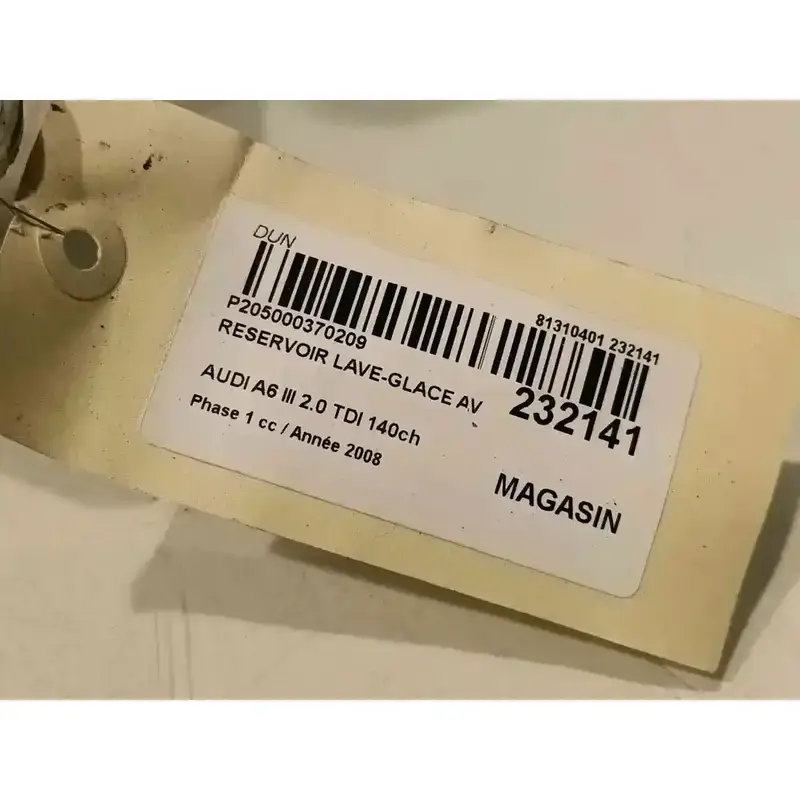 DUN
81310401 232141
P205000370209
RESERVOIR LAVE-GLACE AV
232141
AUDI A6 III 2.0 TDI 140ch
Phase 1 cc / Année 2008
MAGASIN